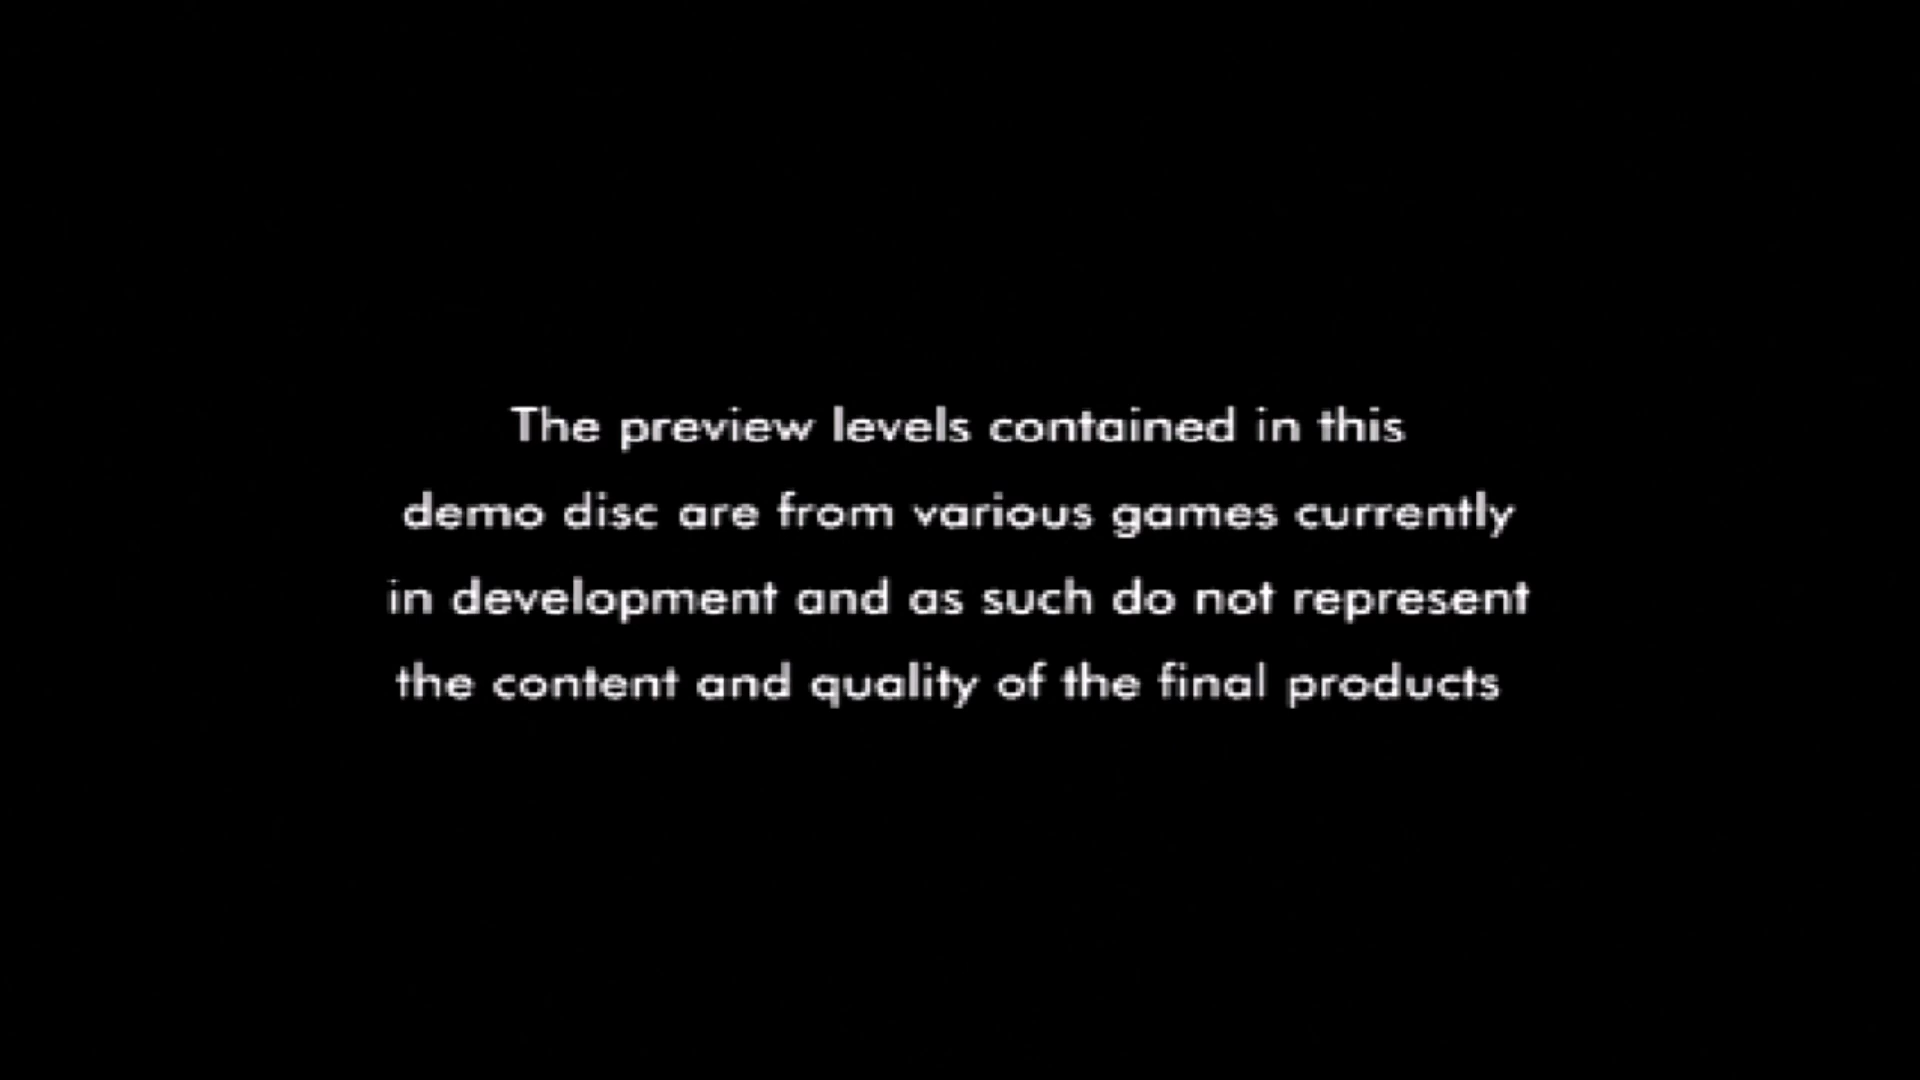 The preview levels contained in this
demo disc are from various games currently
in development and as such do not represent
the content and quality of the final products